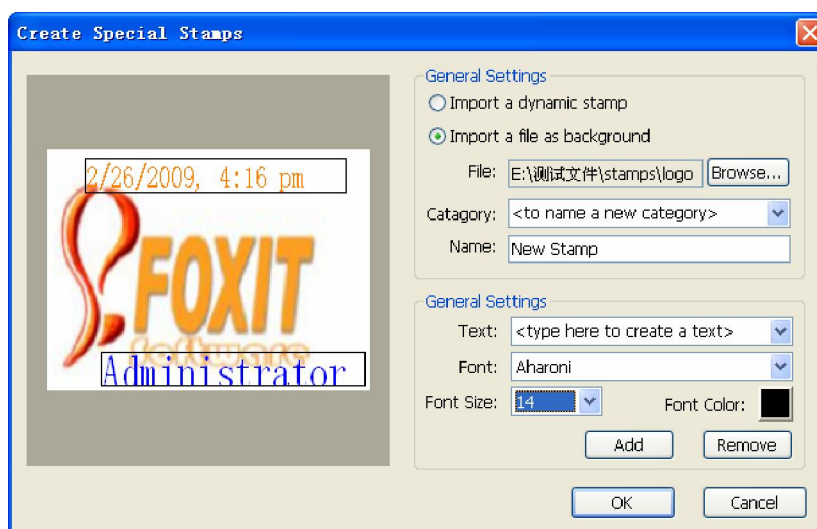 Create Special Stamps
2/26/2009, 4:16 pm
FOXIT
software
Administrator
General Settings
Import a dynamic stamp
Import a file as background
File: E:\测试文件\stamps\logo Browse...
Catagory: <to name a new category>
Name: New Stamp
General Settings
Text: <type here to create a text>
Font: Aharoni
Font Size: 14 Font Color:
Add Remove
OK Cancel